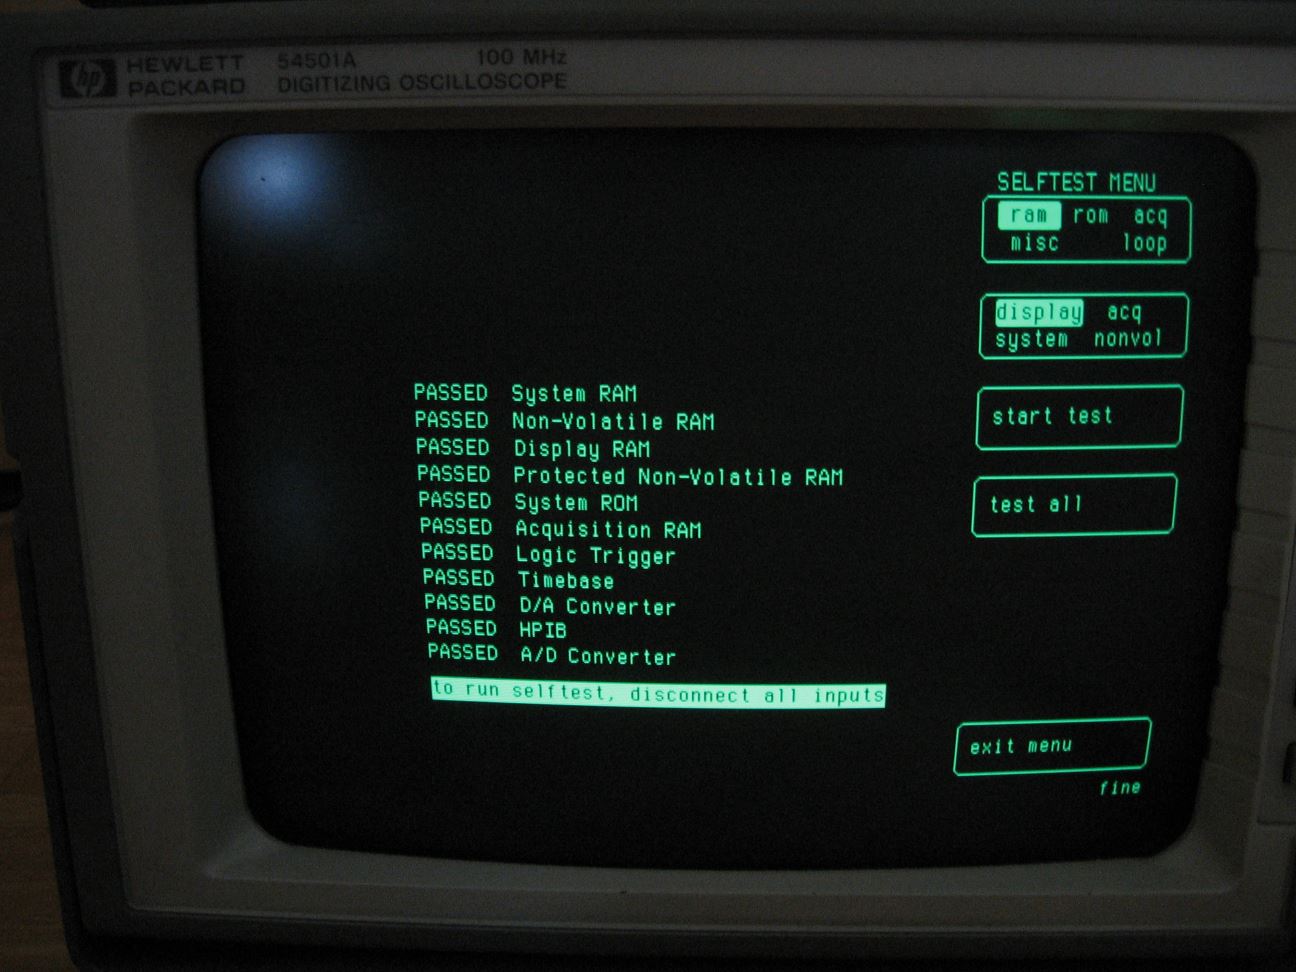 hp HEWLETT PACKARD 54501A 100 MHz
DIGITIZING OSCILLOSCOPE
SELFTEST MENU
ram rom acq
misc loop
display acq
system nonvol
start test
test all
PASSED System RAM
PASSED Non-Volatile RAM
PASSED Display RAM
PASSED Protected Non-Volatile RAM
PASSED System ROM
PASSED Acquisition RAM
PASSED Logic Trigger
PASSED Timebase
PASSED D/A Converter
PASSED HPIB
PASSED A/D Converter
to run selftest, disconnect all inputs
exit menu
fine